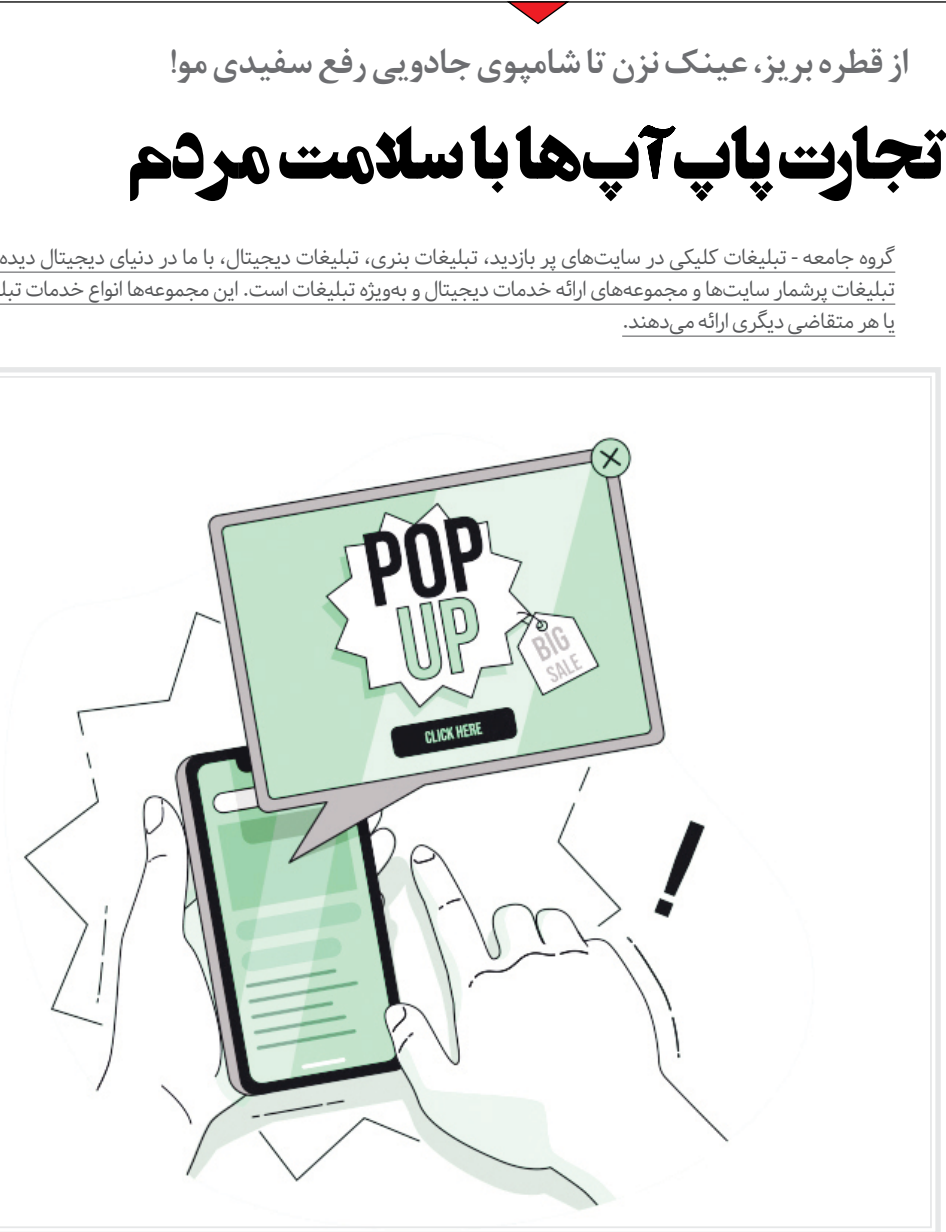 از قطره بریز، عینک نزن تا شامپوی جادویی رفع سفیدی مو!
تجارت پاپ‌آپ‌ها با سلامت مردم
گروه جامعه - تبلیغات کلیکی در سایت‌های پر بازدید، تبلیغات بنری، تبلیغات دیجیتال، با ما در دنیای دیجیتال دیده
تبلیغات پرشمار سایت‌ها و مجموعه‌های ارائه خدمات دیجیتال و به‌ویژه تبلیغات است. این مجموعه‌ها انواع خدمات
یا هر متقاضی دیگری ارائه می‌دهند.
POP
UP
BIG
SALE
CLICK HERE
!